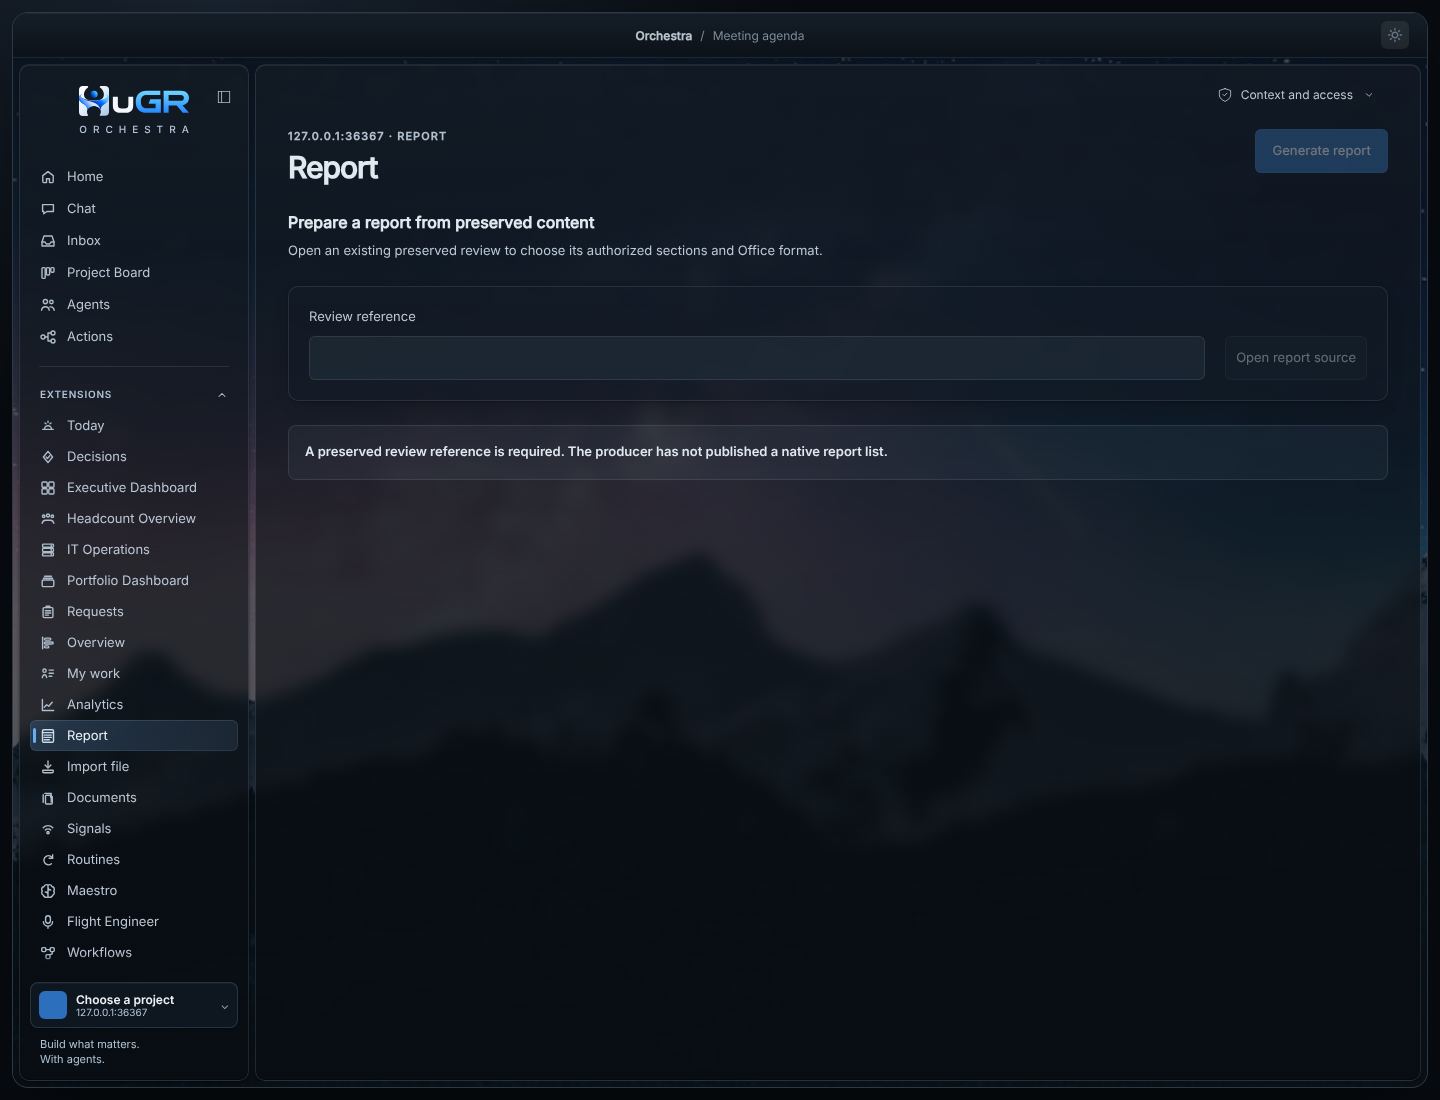 Orchestra / Meeting agenda
HuGR
ORCHESTRA
Home
Chat
Inbox
Project Board
Agents
Actions
EXTENSIONS
Today
Decisions
Executive Dashboard
Headcount Overview
IT Operations
Portfolio Dashboard
Requests
Overview
My work
Analytics
Report
Import file
Documents
Signals
Routines
Maestro
Flight Engineer
Workflows
Choose a project
127.0.0.1:36367
Build what matters.
With agents.
Context and access
127.0.0.1:36367 · REPORT
Report
Generate report
Prepare a report from preserved content
Open an existing preserved review to choose its authorized sections and Office format.
Review reference
Open report source
A preserved review reference is required. The producer has not published a native report list.